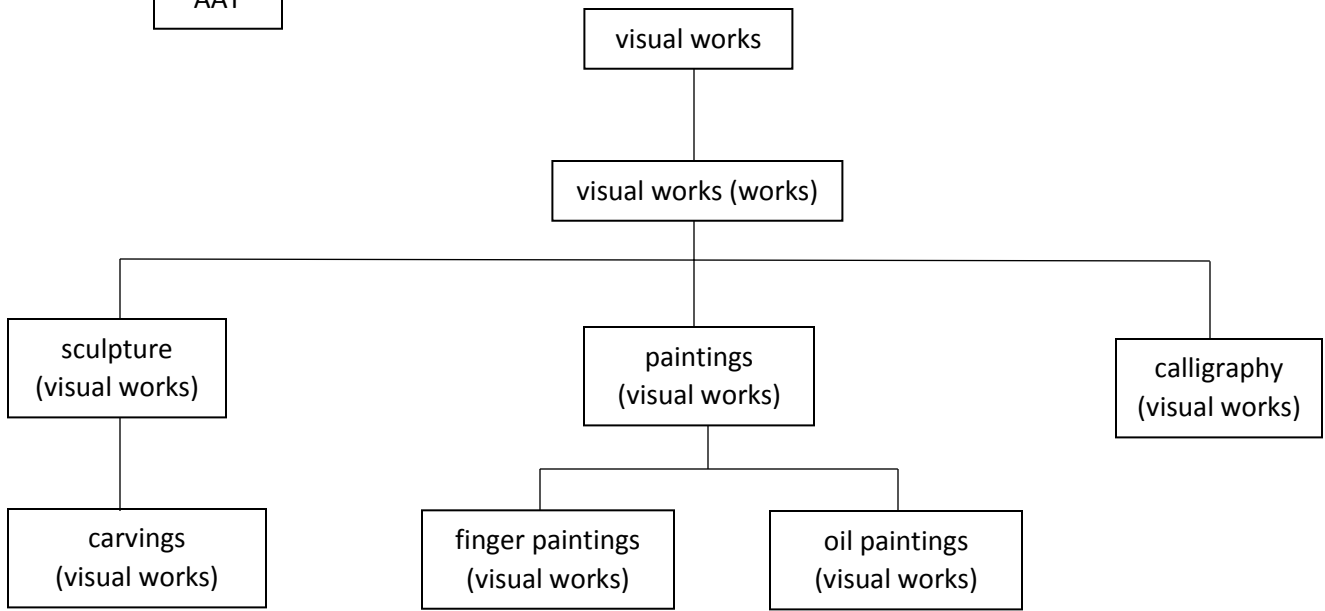 AAT
visual works
visual works (works)
sculpture
(visual works)
paintings
(visual works)
calligraphy
(visual works)
carvings
(visual works)
finger paintings
(visual works)
oil paintings
(visual works)